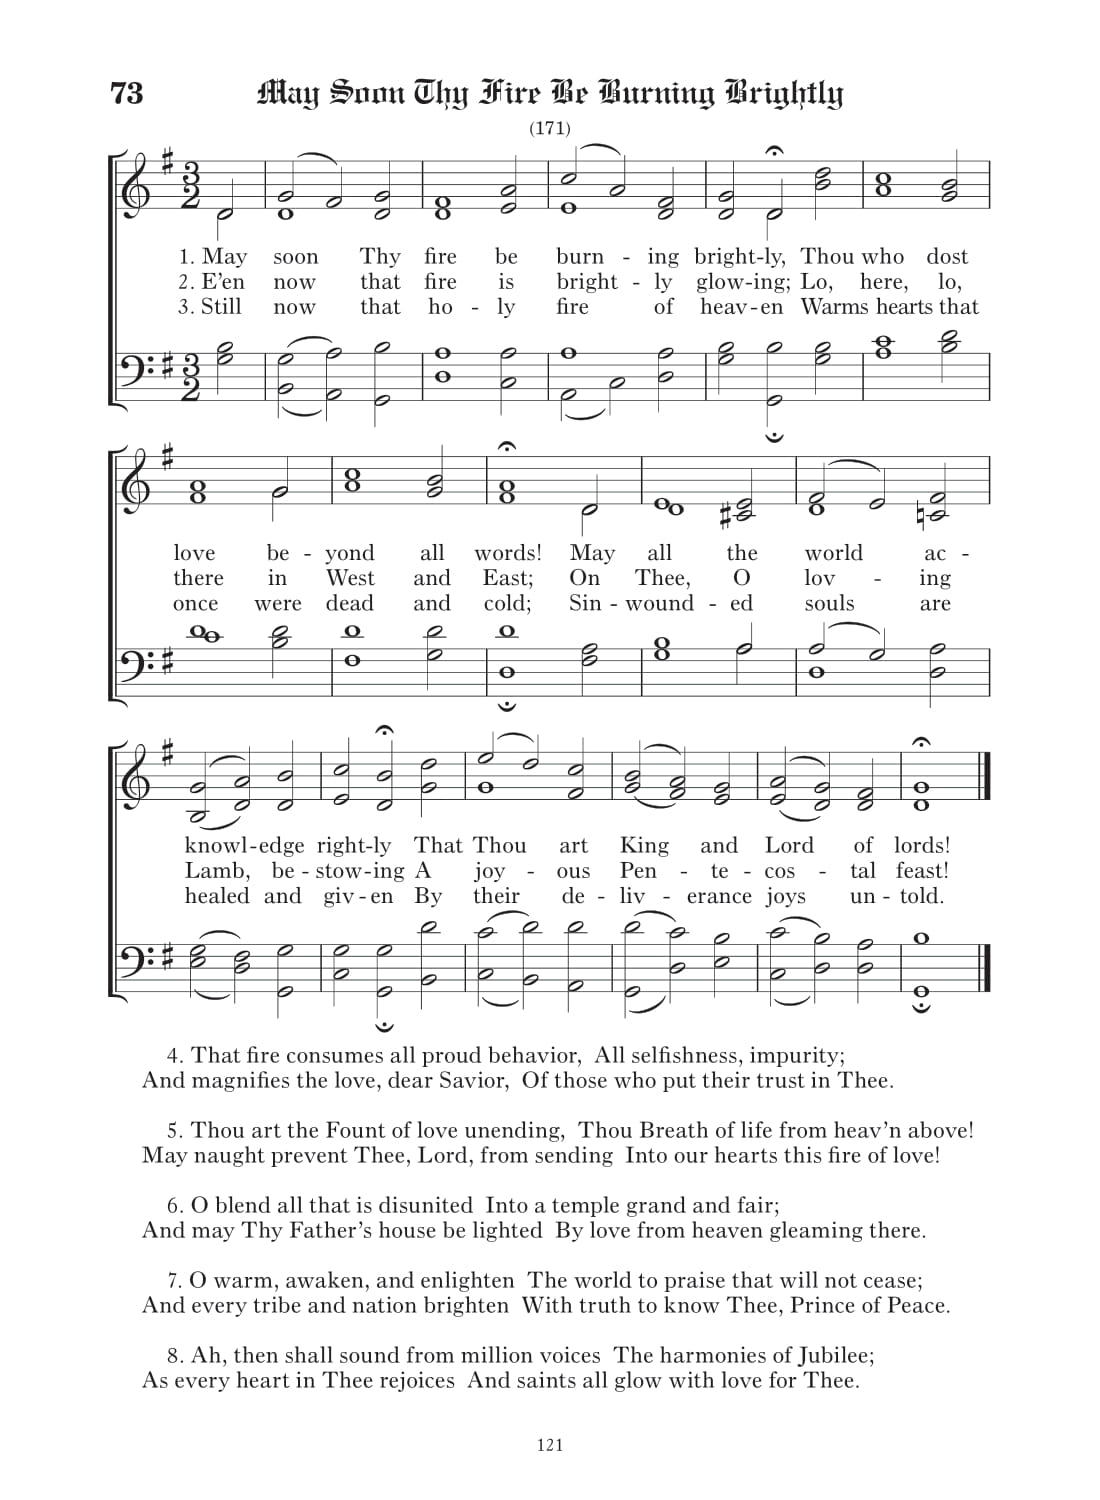 73 May Soon Thy Fire Be Burning Brightly
(171)
1. May soon Thy fire be burn - ing bright-ly, Thou who dost
2. E’en now that fire is bright - ly glow-ing; Lo, here, lo,
3. Still now that ho - ly fire of heav-en Warms hearts that
love be - yond all words! May all the world ac -
there in West and East; On Thee, O lov - ing
once were dead and cold; Sin - wound - ed souls are
knowl-edge right-ly That Thou art King and Lord of lords!
Lamb, be - stow-ing A joy - ous Pen - te - cos - tal feast!
healed and giv-en By their de - liv - erance joys un - told.
4. That fire consumes all proud behavior, All selfishness, impurity;
And magnifies the love, dear Savior, Of those who put their trust in Thee.
5. Thou art the Fount of love unending, Thou Breath of life from heav’n above!
May naught prevent Thee, Lord, from sending Into our hearts this fire of love!
6. O blend all that is disunited Into a temple grand and fair;
And may Thy Father’s house be lighted By love from heaven gleaming there.
7. O warm, awaken, and enlighten The world to praise that will not cease;
And every tribe and nation brighten With truth to know Thee, Prince of Peace.
8. Ah, then shall sound from million voices The harmonies of Jubilee;
As every heart in Thee rejoices And saints all glow with love for Thee.
121